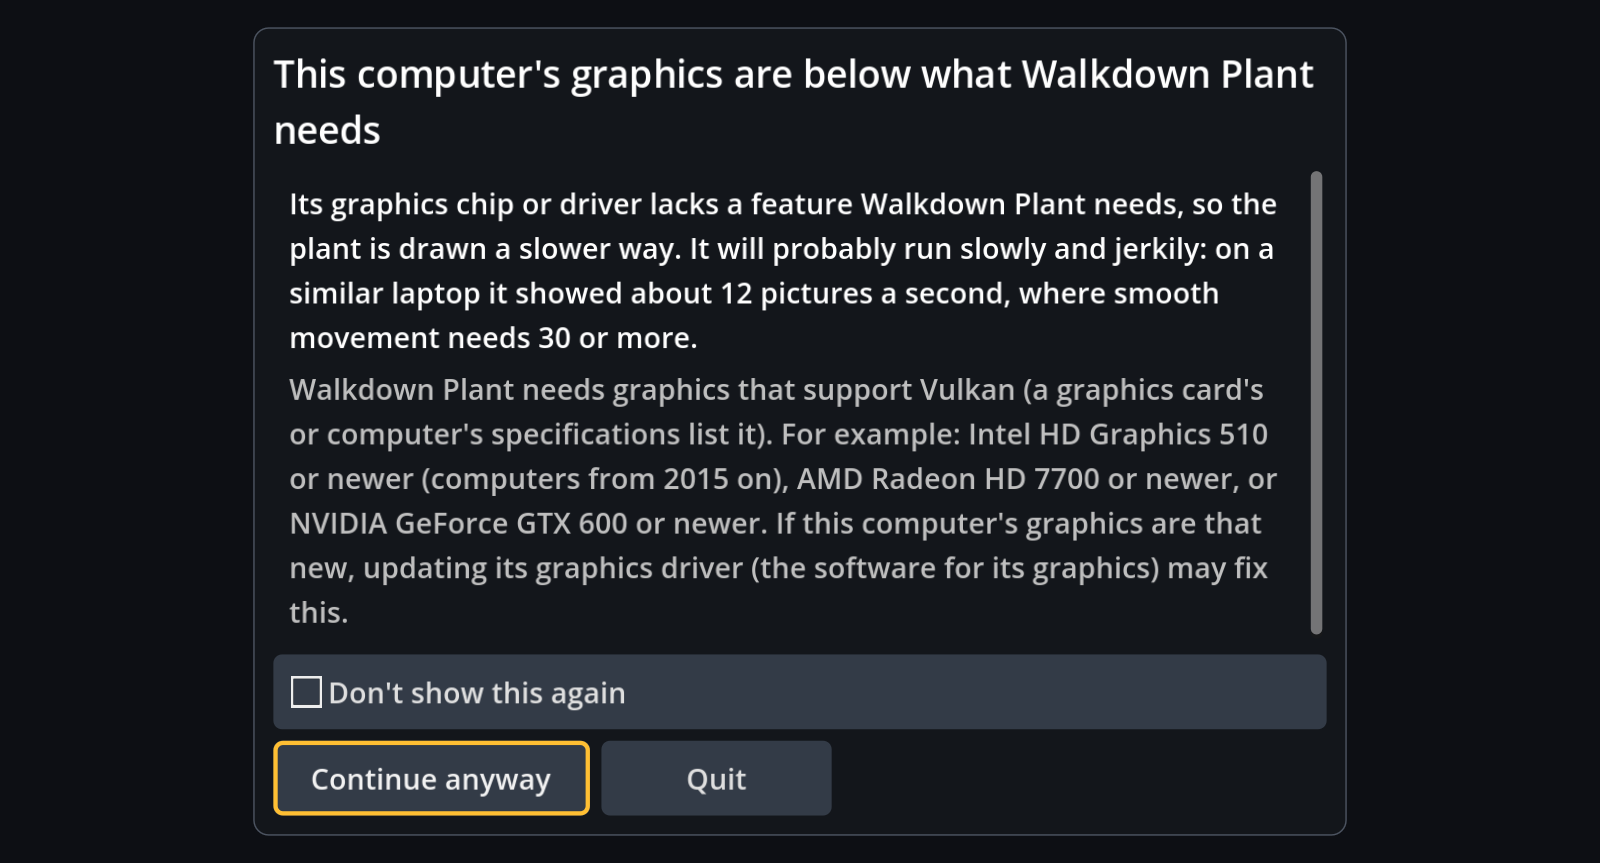 This computer's graphics are below what Walkdown Plant
needs
Its graphics chip or driver lacks a feature Walkdown Plant needs, so the
plant is drawn a slower way. It will probably run slowly and jerkily: on a
similar laptop it showed about 12 pictures a second, where smooth
movement needs 30 or more.
Walkdown Plant needs graphics that support Vulkan (a graphics card's
or computer's specifications list it). For example: Intel HD Graphics 510
or newer (computers from 2015 on), AMD Radeon HD 7700 or newer, or
NVIDIA GeForce GTX 600 or newer. If this computer's graphics are that
new, updating its graphics driver (the software for its graphics) may fix
this.
Don't show this again
Continue anyway
Quit